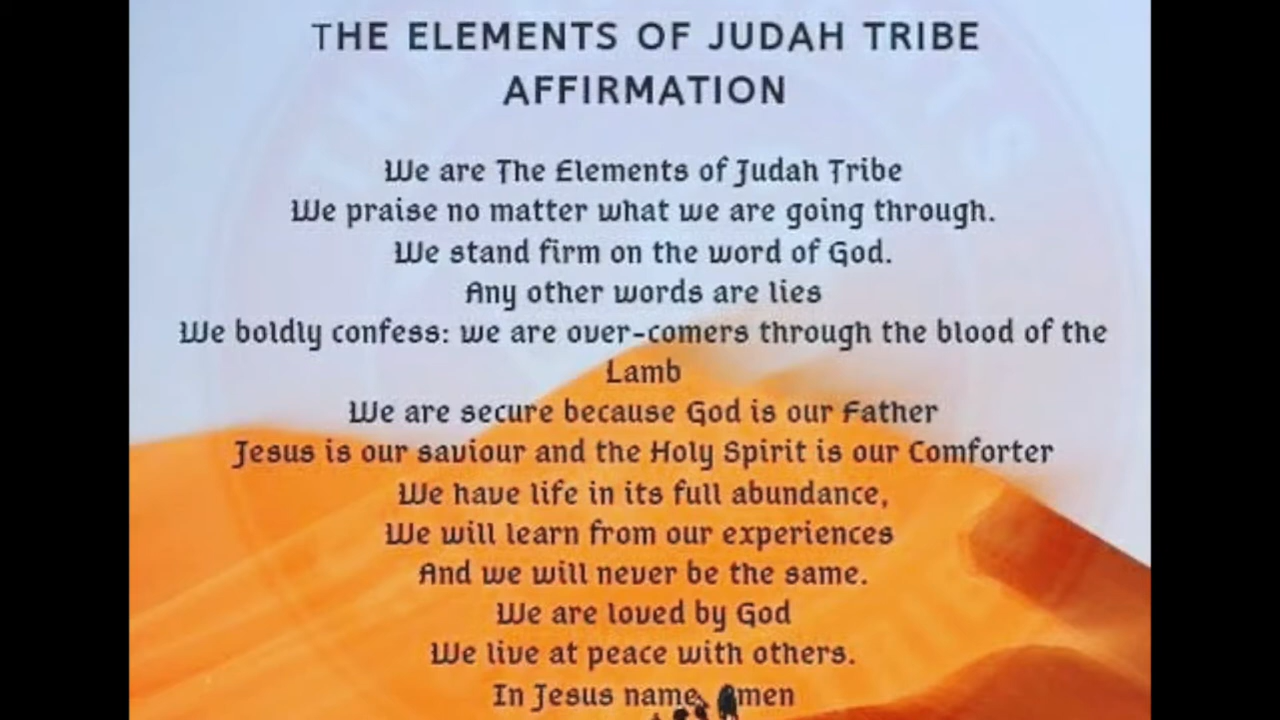 THE ELEMENTS OF JUDAH TRIBE
AFFIRMATION
We are The Elements of Judah Tribe
We praise no matter what we are going through.
We stand firm on the word of God.
Any other words are lies
We boldly confess: we are over-comers through the blood of the
Lamb
We are secure because God is our Father
Jesus is our saviour and the Holy Spirit is our Comforter
We have life in its full abundance,
We will learn from our experiences
And we will never be the same.
We are loved by God
We live at peace with others.
In Jesus name, Amen